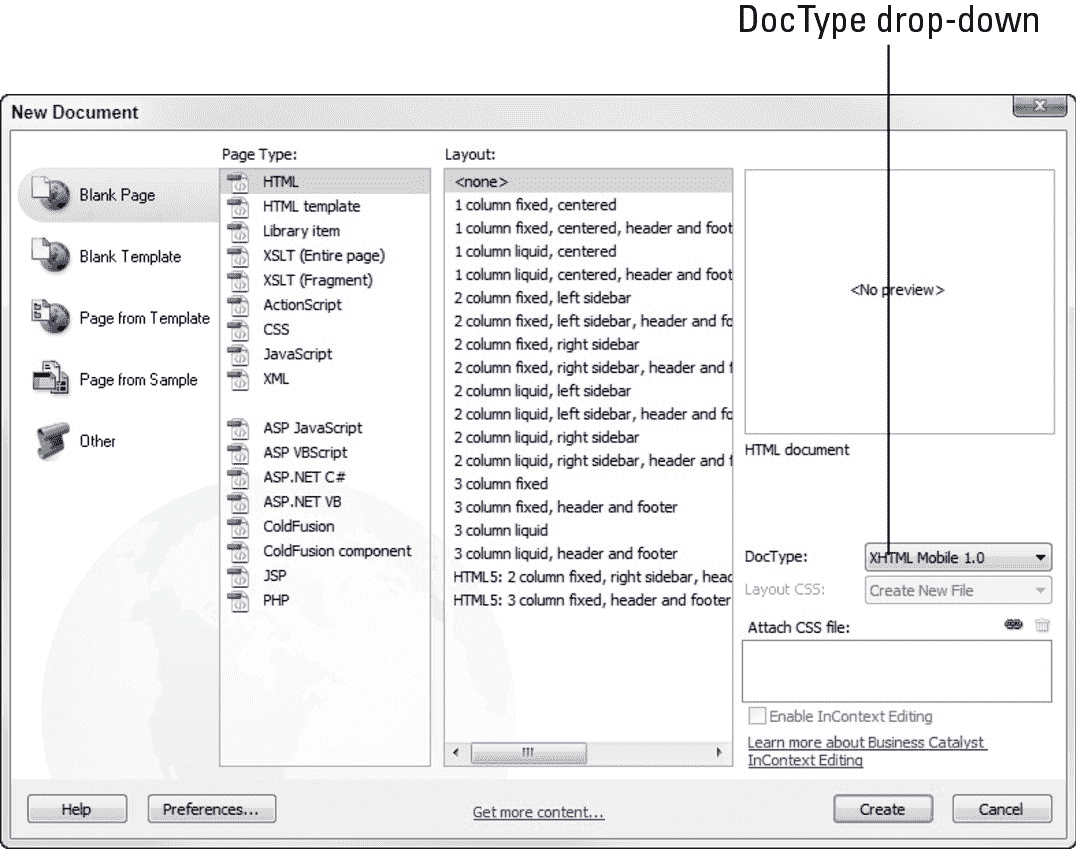 DocType drop-down
New Document
Blank Page
Blank Template
Page from Template
Page from Sample
Other
Page Type:
HTML
HTML template
Library item
XSLT (Entire page)
XSLT (Fragment)
ActionScript
CSS
JavaScript
XML
ASP JavaScript
ASP VBScript
ASP.NET C#
ASP.NET VB
ColdFusion
ColdFusion component
JSP
PHP
Layout:
<none>
1 column fixed, centered
1 column fixed, centered, header and foot
1 column liquid, centered
1 column liquid, centered, header and foot
2 column fixed, left sidebar
2 column fixed, left sidebar, header and fo
2 column fixed, right sidebar
2 column fixed, right sidebar, header and f
2 column liquid, left sidebar
2 column liquid, left sidebar, header and fo
2 column liquid, right sidebar
2 column liquid, right sidebar, header and f
3 column fixed
3 column fixed, header and footer
3 column liquid
3 column liquid, header and footer
HTML5: 2 column fixed, right sidebar, head
HTML5: 3 column fixed, header and footer
<No preview>
HTML document
DocType: XHTML Mobile 1.0
Layout CSS: Create New File
Attach CSS file:
Enable InContext Editing
Learn more about Business Catalyst
InContext Editing
Help Preferences... Get more content... Create Cancel